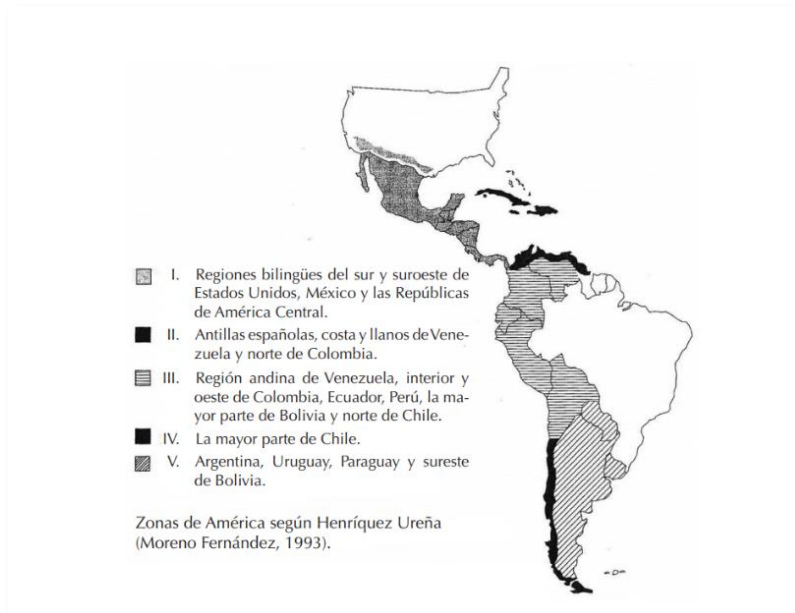 I. Regiones bilingües del sur y suroeste de
Estados Unidos, México y las Repúblicas
de América Central.
II. Antillas españolas, costa y llanos de Vene-
zuela y norte de Colombia.
III. Región andina de Venezuela, interior y
oeste de Colombia, Ecuador, Perú, la ma-
yor parte de Bolivia y norte de Chile.
IV. La mayor parte de Chile.
V. Argentina, Uruguay, Paraguay y sureste
de Bolivia.
Zonas de América según Henríquez Ureña
(Moreno Fernández, 1993).